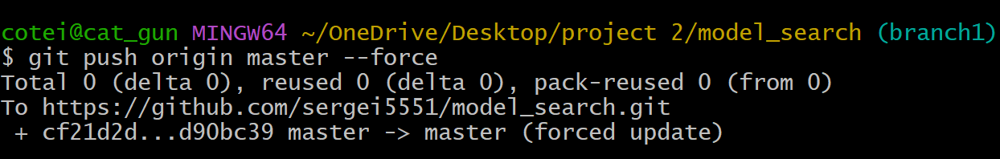 cotei@cat_gun MINGW64 ~/OneDrive/Desktop/project 2/model_search (branch1)
$ git push origin master --force
Total 0 (delta 0), reused 0 (delta 0), pack-reused 0 (from 0)
To https://github.com/sergei5551/model_search.git
 + cf21d2d...d90bc39 master -> master (forced update)